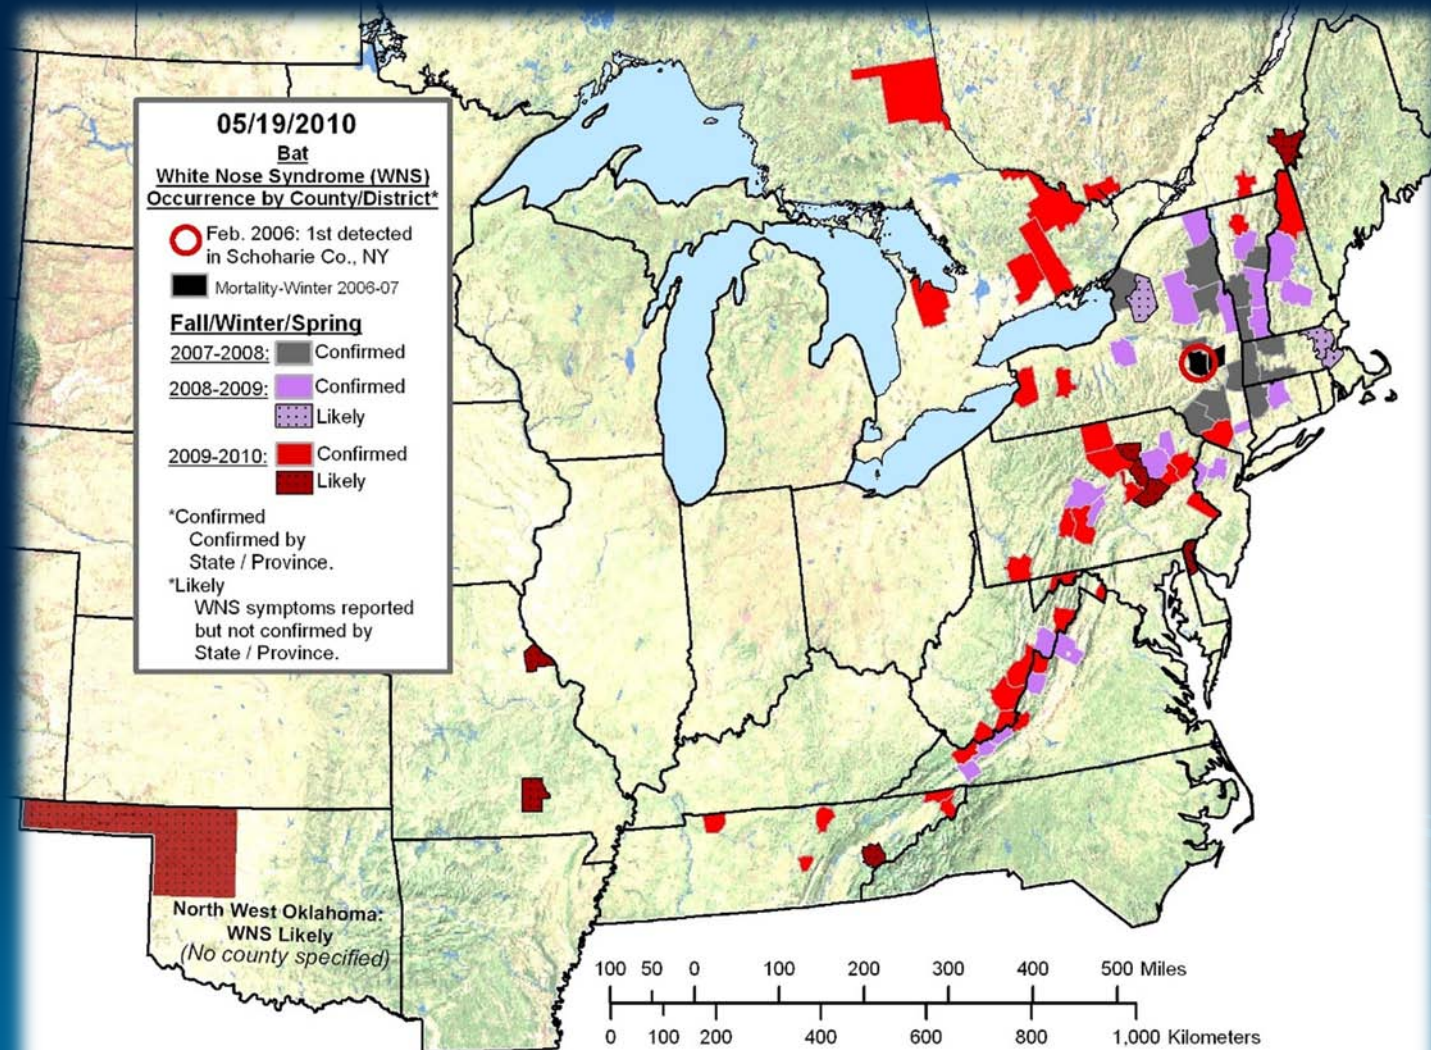 05/19/2010
Bat
White Nose Syndrome (WNS)
Occurrence by County/District*
Feb. 2006: 1st detected
in Schoharie Co., NY
Mortality-Winter 2006-07
Fall/Winter/Spring
2007-2008: Confirmed
2008-2009: Confirmed
Likely
2009-2010: Confirmed
Likely
*Confirmed
Confirmed by
State / Province.
*Likely
WNS symptoms reported
but not confirmed by
State / Province.
North West Oklahoma:
WNS Likely
(No county specified)
100 50 0 100 200 300 400 500 Miles
0 100 200 400 600 800 1,000 Kilometers